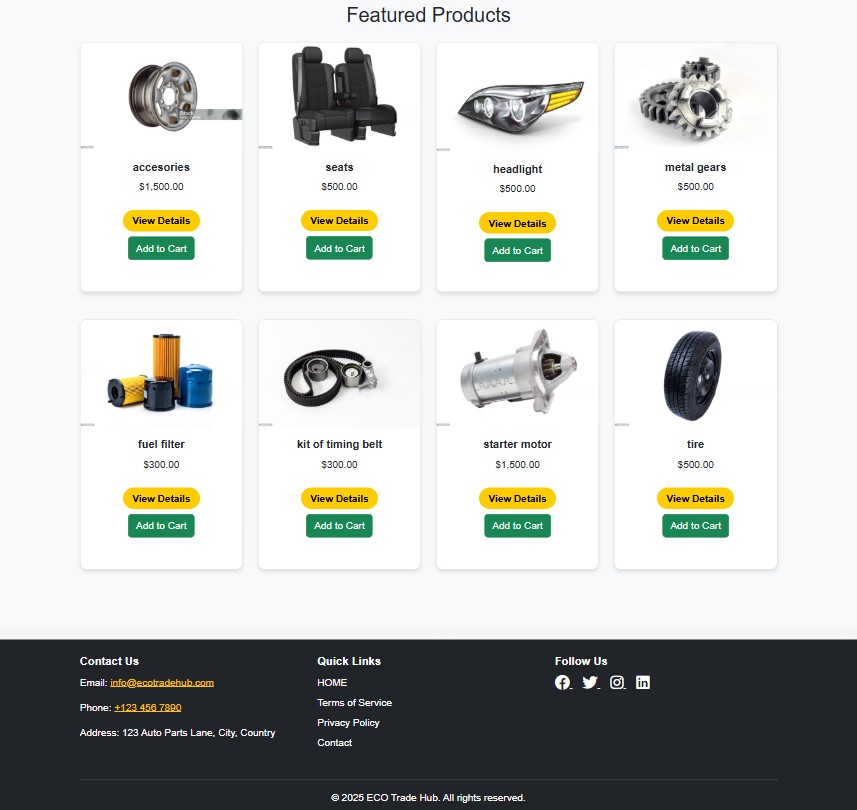 Featured Products
accesories
$1,500.00
View Details
Add to Cart
seats
$500.00
View Details
Add to Cart
headlight
$500.00
View Details
Add to Cart
metal gears
$500.00
View Details
Add to Cart
fuel filter
$300.00
View Details
Add to Cart
kit of timing belt
$300.00
View Details
Add to Cart
starter motor
$1,500.00
View Details
Add to Cart
tire
$500.00
View Details
Add to Cart
Contact Us
Email: info@ecotradehub.com
Phone: +123 456 7890
Address: 123 Auto Parts Lane, City, Country
Quick Links
HOME
Terms of Service
Privacy Policy
Contact
Follow Us
© 2025 ECO Trade Hub. All rights reserved.